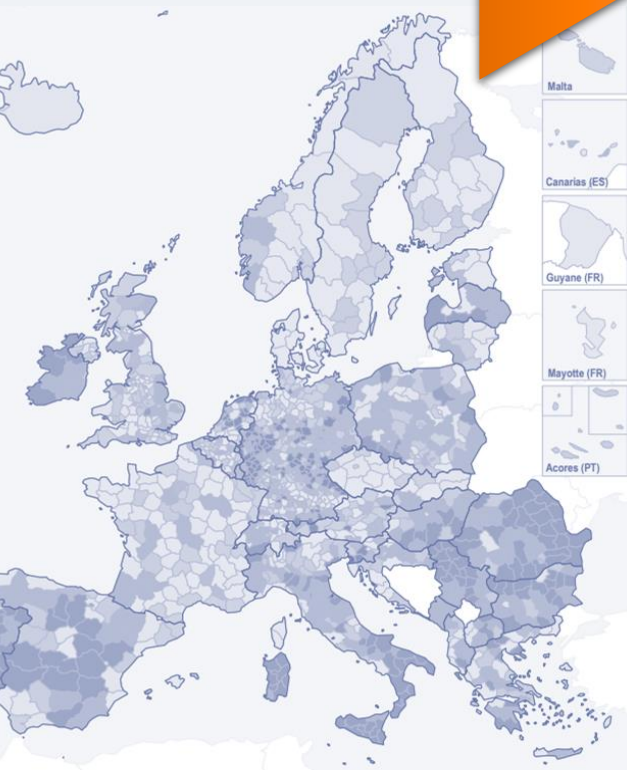 Malta
Canarias (ES)
Guyane (FR)
Mayotte (FR)
Acores (PT)